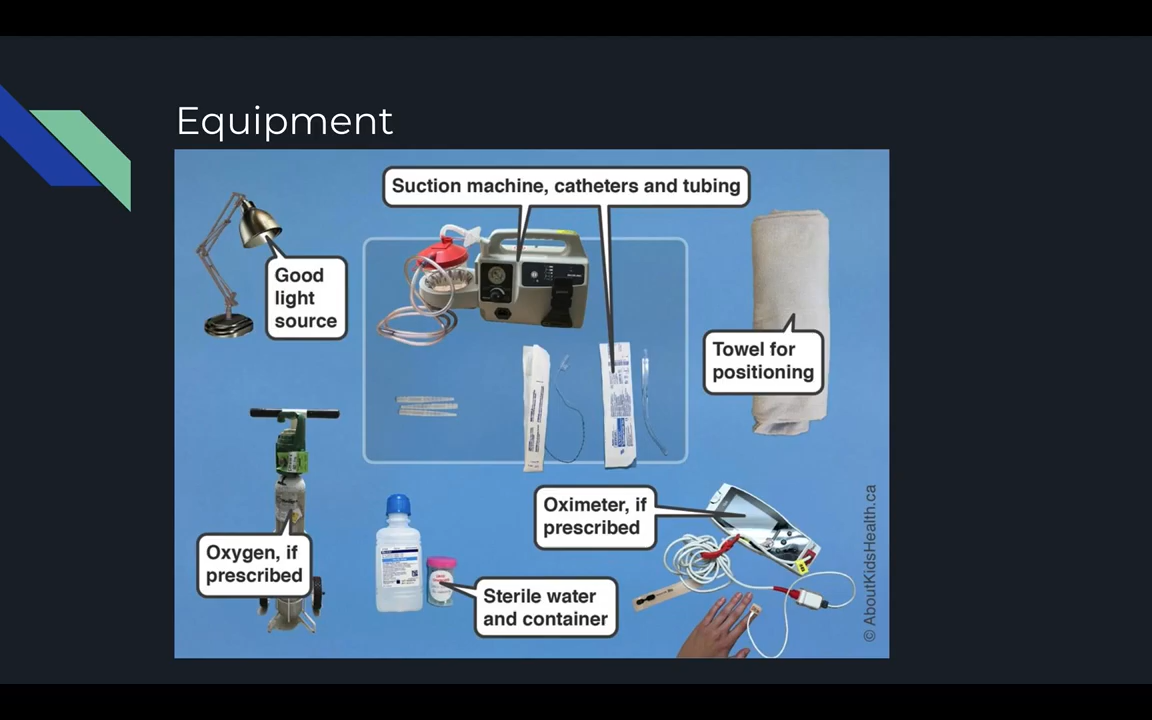 Equipment
Suction machine, catheters and tubing
Good
light
source
Towel for
positioning
Oximeter, if
prescribed
Oxygen, if
prescribed
Sterile water
and container
© AboutKidsHealth.ca